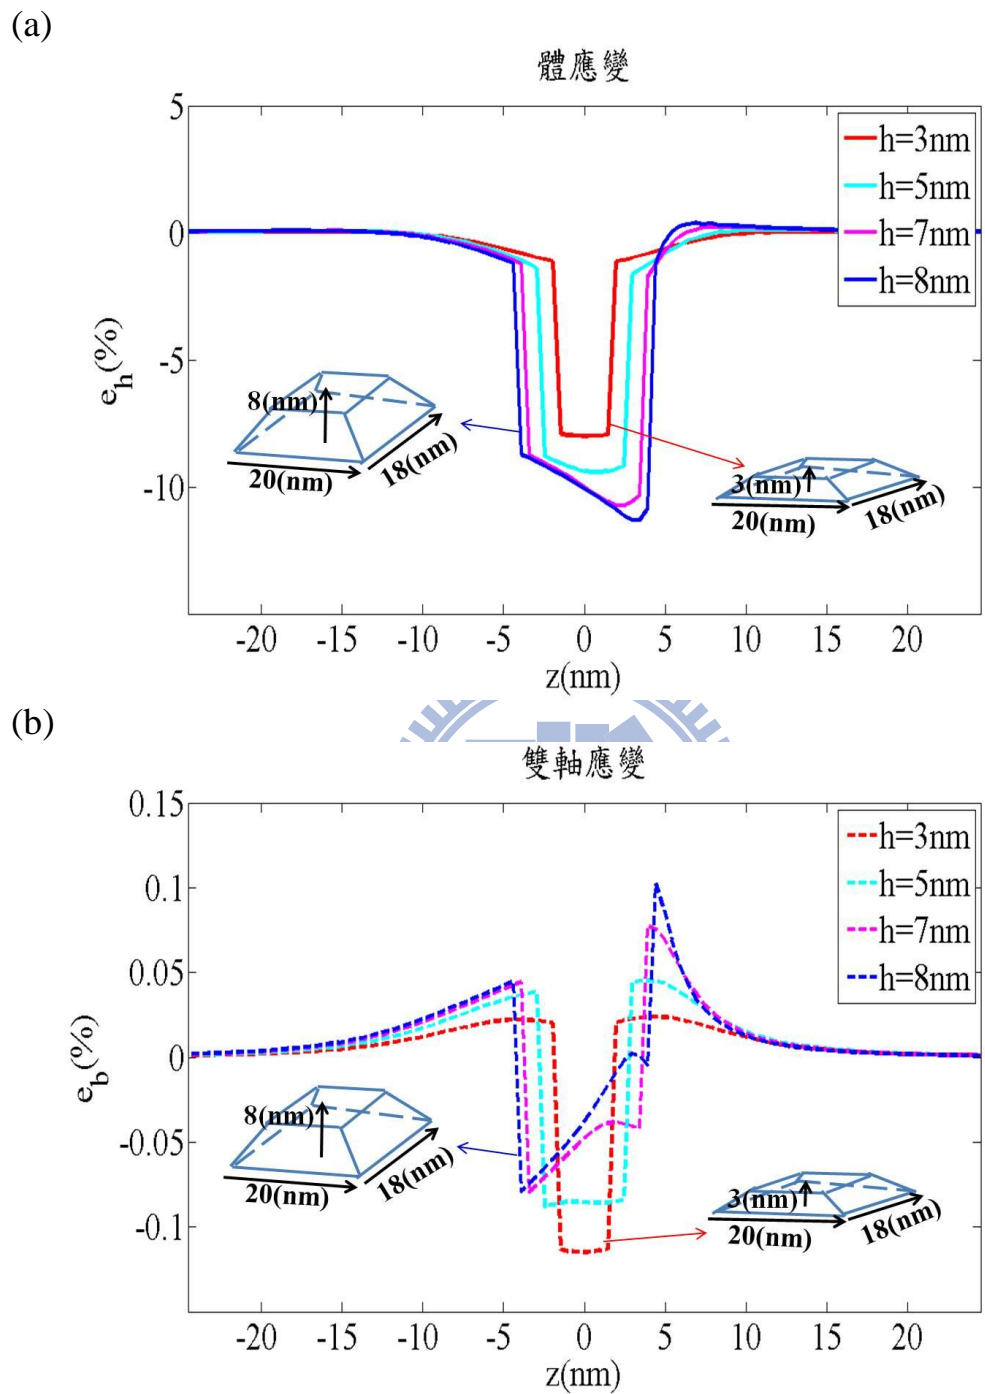 (a)
體應變
5
0
-5
-10
e_h(%)
h=3nm
h=5nm
h=7nm
h=8nm
8(nm)
20(nm)
18(nm)
3(nm)
20(nm)
18(nm)
-20 -15 -10 -5 0 5 10 15 20
z(nm)
(b)
雙軸應變
0.15
0.1
0.05
0
-0.05
-0.1
e_b(%)
h=3nm
h=5nm
h=7nm
h=8nm
8(nm)
20(nm)
18(nm)
3(nm)
20(nm)
18(nm)
-20 -15 -10 -5 0 5 10 15 20
z(nm)